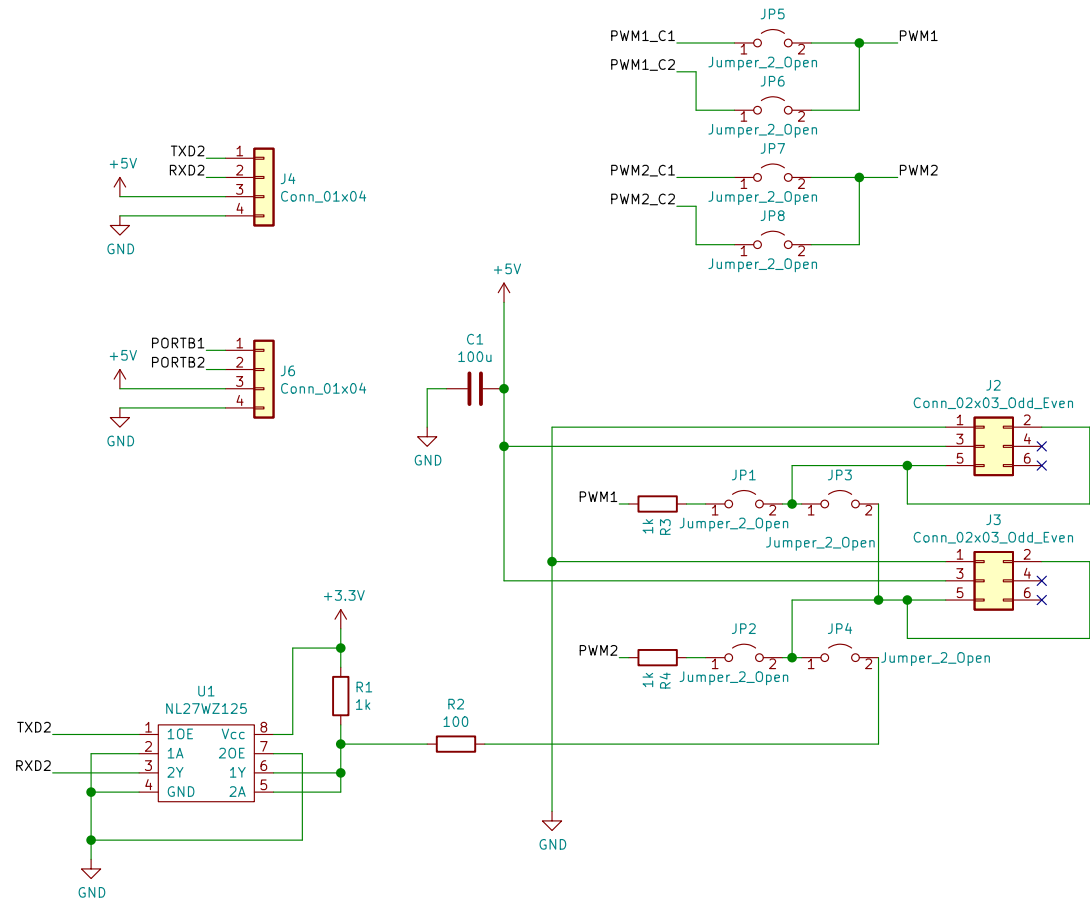 JP5
PWM1_C1
1
2
PWM1
Jumper_2_Open
PWM1_C2
JP6
1
2
Jumper_2_Open
JP7
PWM2_C1
1
2
PWM2
Jumper_2_Open
PWM2_C2
JP8
1
2
Jumper_2_Open
TXD2
1
RXD2
2
+5V
3
4
J4
Conn_01x04
GND
PORTB1
1
PORTB2
2
+5V
3
4
J6
Conn_01x04
GND
+5V
C1
100u
GND
J2
Conn_02x03_Odd_Even
1
2
3
4
5
6
PWM1
1k
R3
JP1
1
2
Jumper_2_Open
JP3
1
2
Jumper_2_Open
J3
Conn_02x03_Odd_Even
1
2
3
4
5
6
PWM2
1k
R4
JP2
1
2
Jumper_2_Open
JP4
1
2
Jumper_2_Open
+3.3V
R1
1k
R2
100
U1
NL27WZ125
TXD2
1
1OE
Vcc
8
2
1A
2OE
7
RXD2
3
2Y
1Y
6
4
GND
2A
5
GND
GND